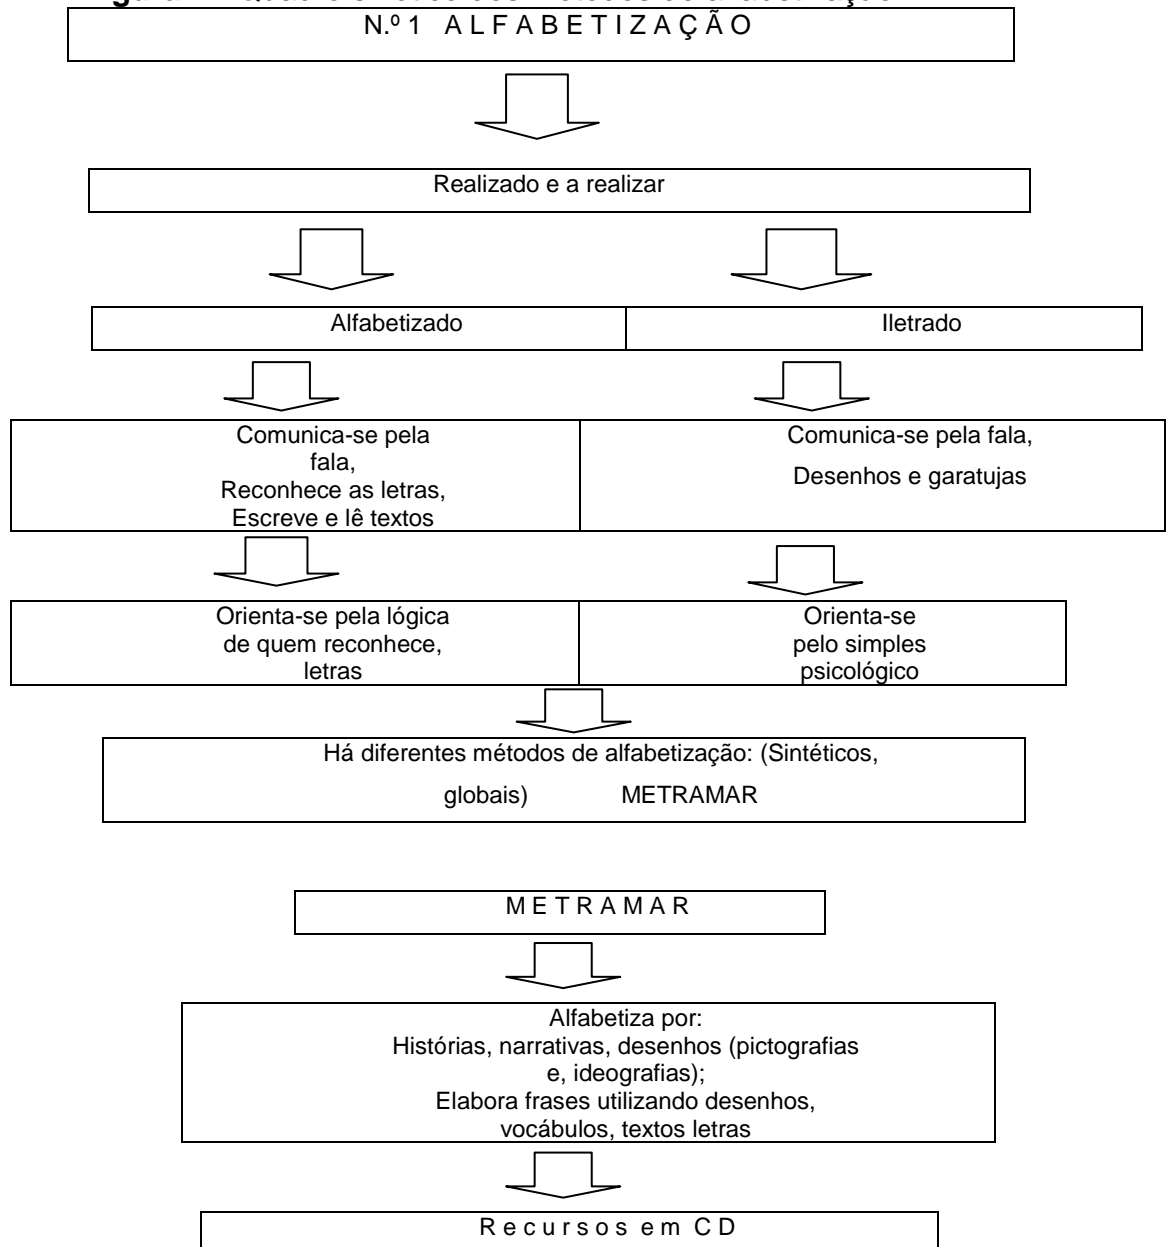 N.º 1 A L F A B E T I Z A Ç Ã O
Realizado e a realizar
Alfabetizado
Iletrado
Comunica-se pela
fala,
Reconhece as letras,
Escreve e lê textos
Comunica-se pela fala,
Desenhos e garatujas
Orienta-se pela lógica
de quem reconhece,
letras
Orienta-se
pelo simples
psicológico
Há diferentes métodos de alfabetização: (Sintéticos,
globais) METRAMAR
M E T R A M A R
Alfabetiza por:
Histórias, narrativas, desenhos (pictografias
e, ideografias);
Elabora frases utilizando desenhos,
vocábulos, textos letras
R e c u r s o s e m C D